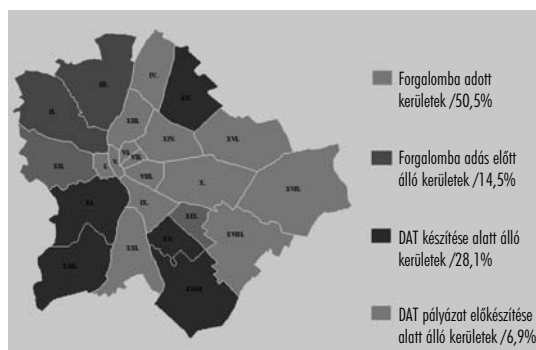 IV.
III.
XV.
II.
XIII.
XIV.
XVI.
XII.
I.
V.
VI.
VII.
VIII.
X.
XVII.
XI.
IX.
XIX.
XVIII.
XX.
XXI.
XXII.
XXIII.
Forgalomba adott
kerületek /50,5%
Forgalomba adás előtt
álló kerületek /14,5%
DAT készítése alatt álló
kerületek /28,1%
DAT pályázat előkészítése
alatt álló kerületek /6,9%